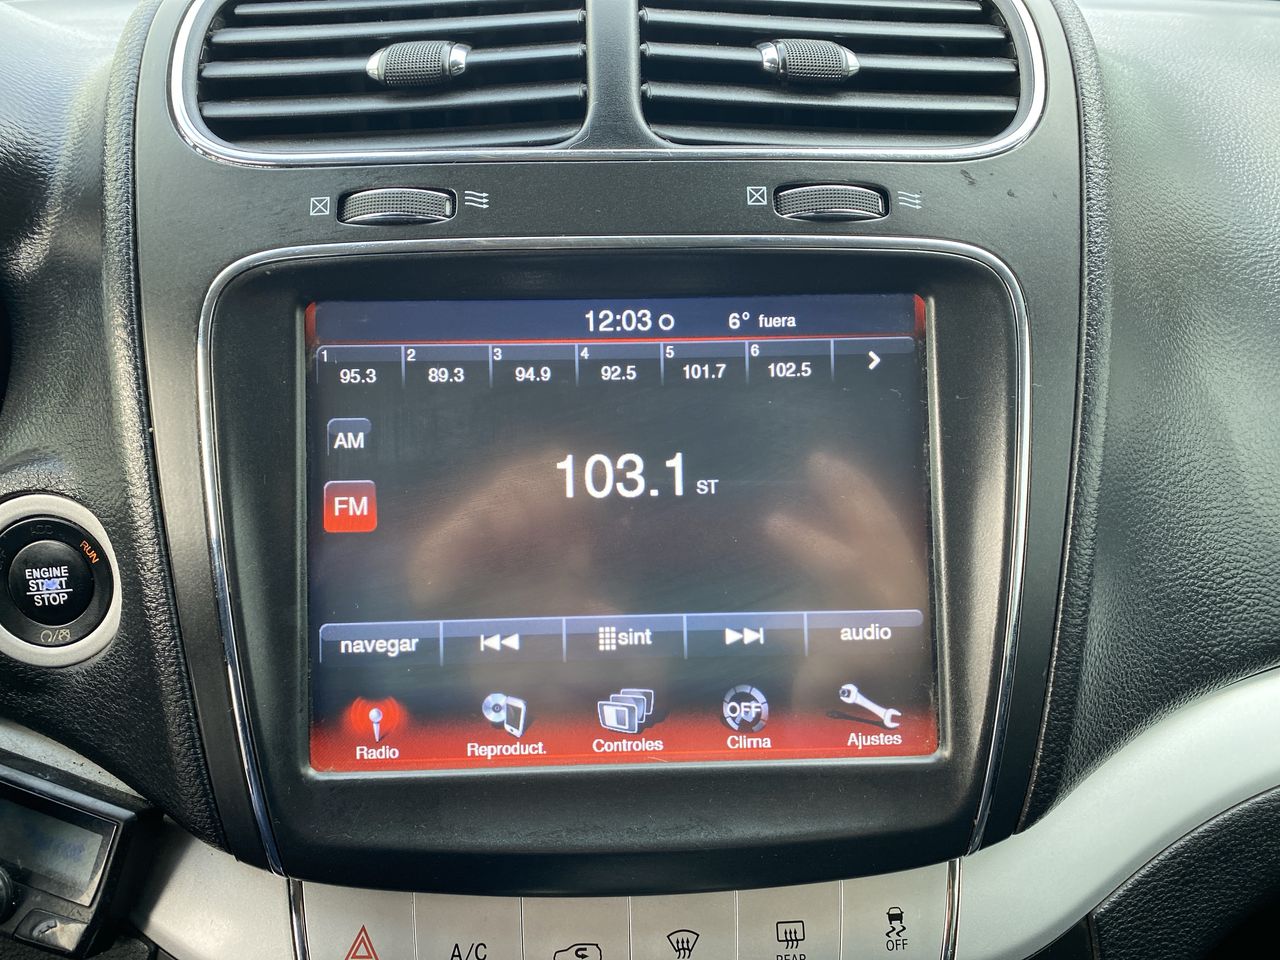 12:03 6° fuera
1 2 3 4 5 6
95.3 89.3 94.9 92.5 101.7 102.5
AM
103.1 ST
FM
RUN
ENGINE
START
STOP
navegar sint audio
OFF
Radio Reproduct. Controles Clima Ajustes
A/C REAR OFF